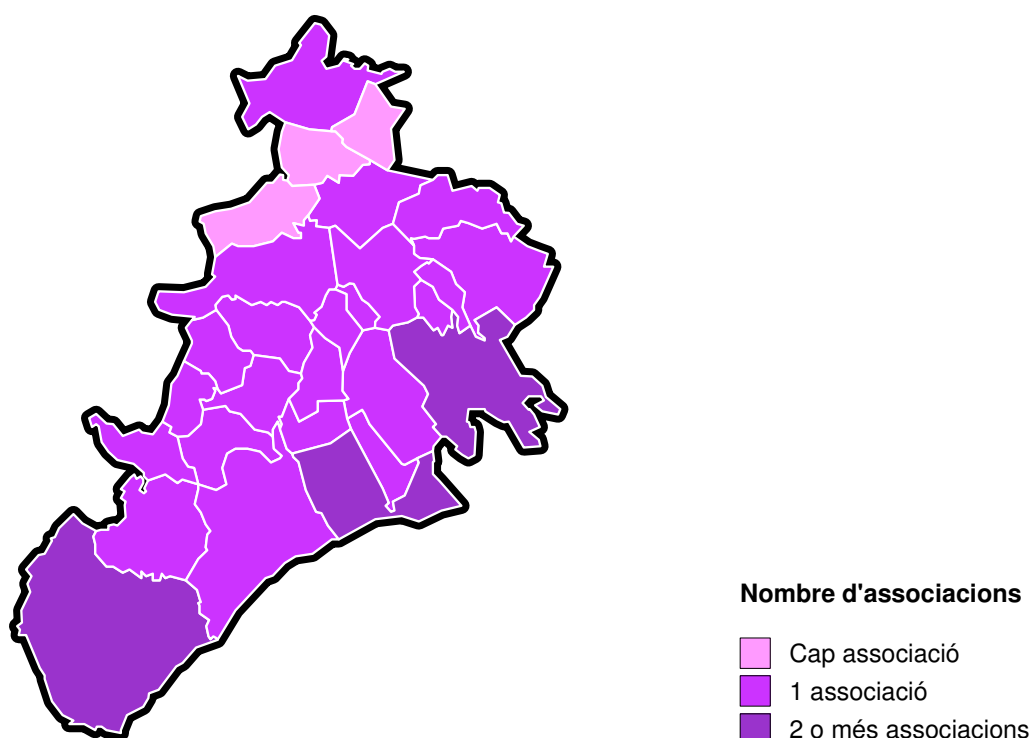 Nombre d'associacions
Cap associació
1 associació
2 o més associacions